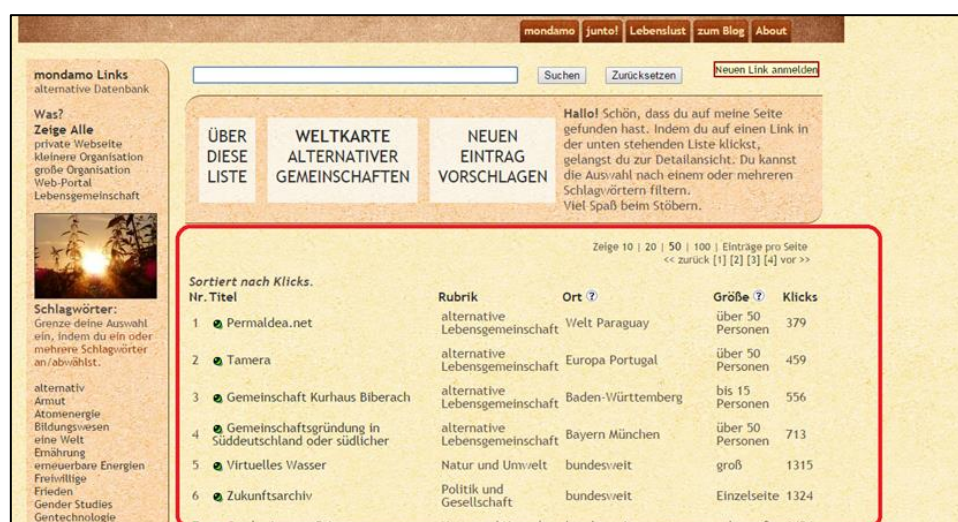 mondamo junto! Lebenslust zum Blog About
mondamo Links
alternative Datenbank
Was?
Zeige Alle
private Webseite
kleinere Organisation
große Organisation
Web-Portal
Lebensgemeinschaft
Schlagwörter:
Grenze deine Auswahl
ein, indem du ein oder
mehrere Schlagwörter
an/abwählst.
alternativ
Armut
Atomenergie
Bildungswesen
eine Welt
Ernährung
erneuerbare Energien
Freiwillige
Frieden
Gender Studies
Gentechnologie
Suchen Zurücksetzen
Neuen Link anmelden
ÜBER
DIESE
LISTE
WELTKARTE
ALTERNATIVER
GEMEINSCHAFTEN
NEUEN
EINTRAG
VORSCHLAGEN
Hallo! Schön, dass du auf meine Seite
gefunden hast. Indem du auf einen Link in
der unten stehenden Liste klickst,
gelangst du zur Detailansicht. Du kannst
die Auswahl nach einem oder mehreren
Schlagwörtern filtern.
Viel Spaß beim Stöbern.
Zeige 10 | 20 | 50 | 100 | Einträge pro Seite
<< zurück [1] [2] [3] [4] vor >>
Sortiert nach Klicks.
Nr. Titel Rubrik Ort ? Größe ? Klicks
1 Permaldea.net alternative Lebensgemeinschaft Welt Paraguay über 50 Personen 379
2 Tamera alternative Lebensgemeinschaft Europa Portugal über 50 Personen 459
3 Gemeinschaft Kurhaus Biberach alternative Lebensgemeinschaft Baden-Württemberg bis 15 Personen 556
4 Gemeinschaftsgründung in Süddeutschland oder südlicher alternative Lebensgemeinschaft Bayern München über 50 Personen 713
5 Virtuelles Wasser Natur und Umwelt bundesweit groß 1315
6 Zukunftsarchiv Politik und Gesellschaft bundesweit Einzelseite 1324